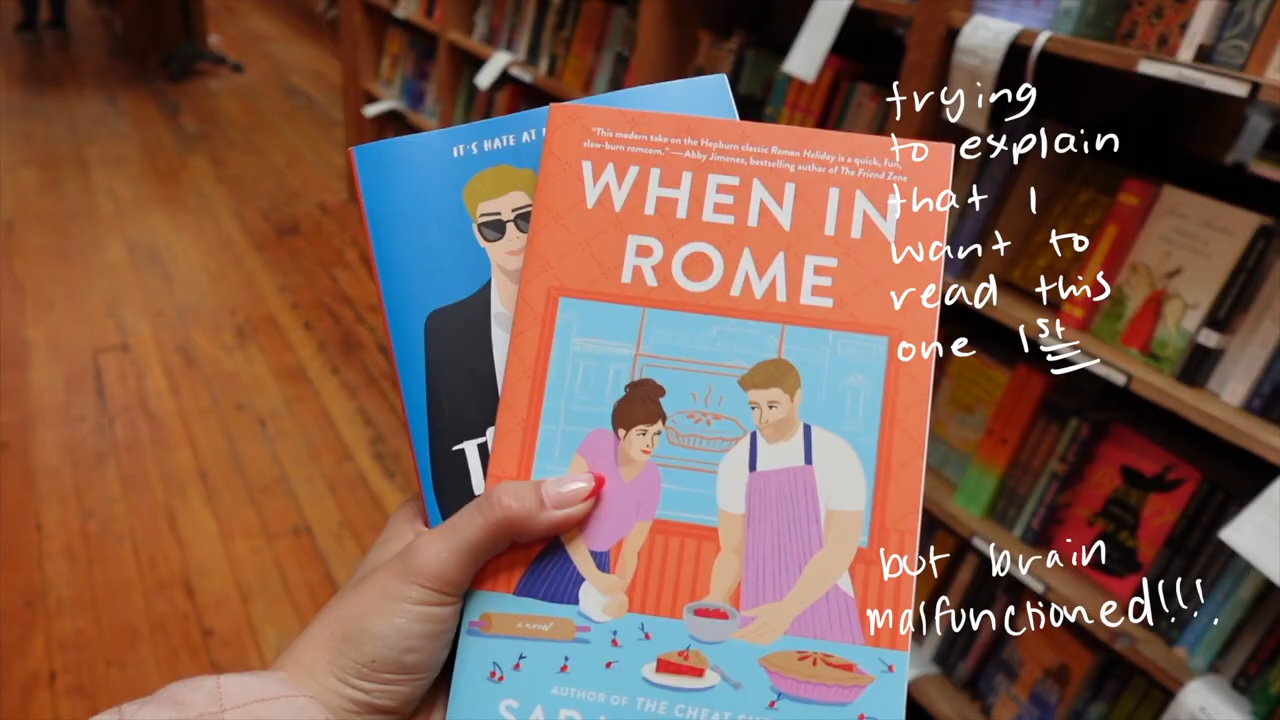 IT'S HATE AT
"This modern take on the Hepburn classic Roman Holiday is a quick, fun,
slow-burn romcom." —Abby Jimenez, bestselling author of The Friend Zone
WHEN IN
ROME
a novel
AUTHOR OF THE CHEAT
trying
to explain
that I
want to
read this
one 1st
but brain
malfunctioned!!!